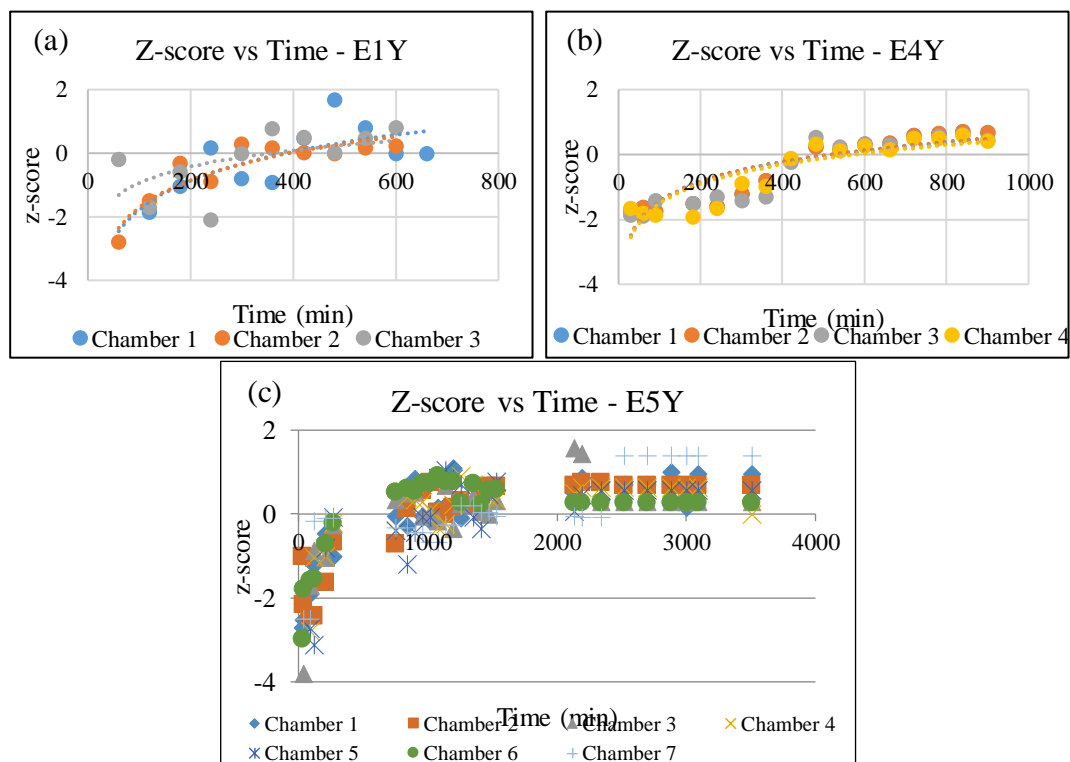 (a)
Z-score vs Time - E1Y
2
0
-2
-4
0
200
400
600
800
z-score
Time (min)
Chamber 1
Chamber 2
Chamber 3
(b)
Z-score vs Time - E4Y
2
0
-2
-4
0
200
400
600
800
1000
z-score
Time (min)
Chamber 1
Chamber 2
Chamber 3
Chamber 4
(c)
Z-score vs Time - E5Y
2
0
-2
-4
0
1000
2000
3000
4000
z-score
Time (min)
Chamber 1
Chamber 2
Chamber 3
Chamber 4
Chamber 5
Chamber 6
Chamber 7